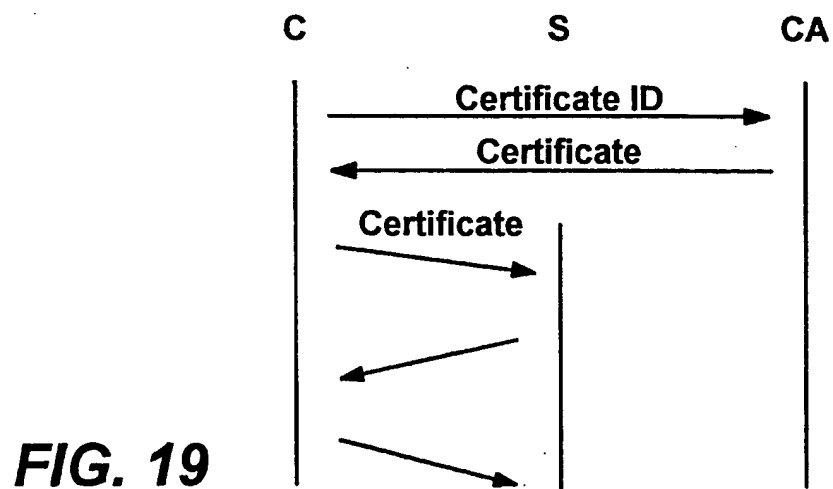 C S CA
Certificate ID
Certificate
Certificate
FIG. 19